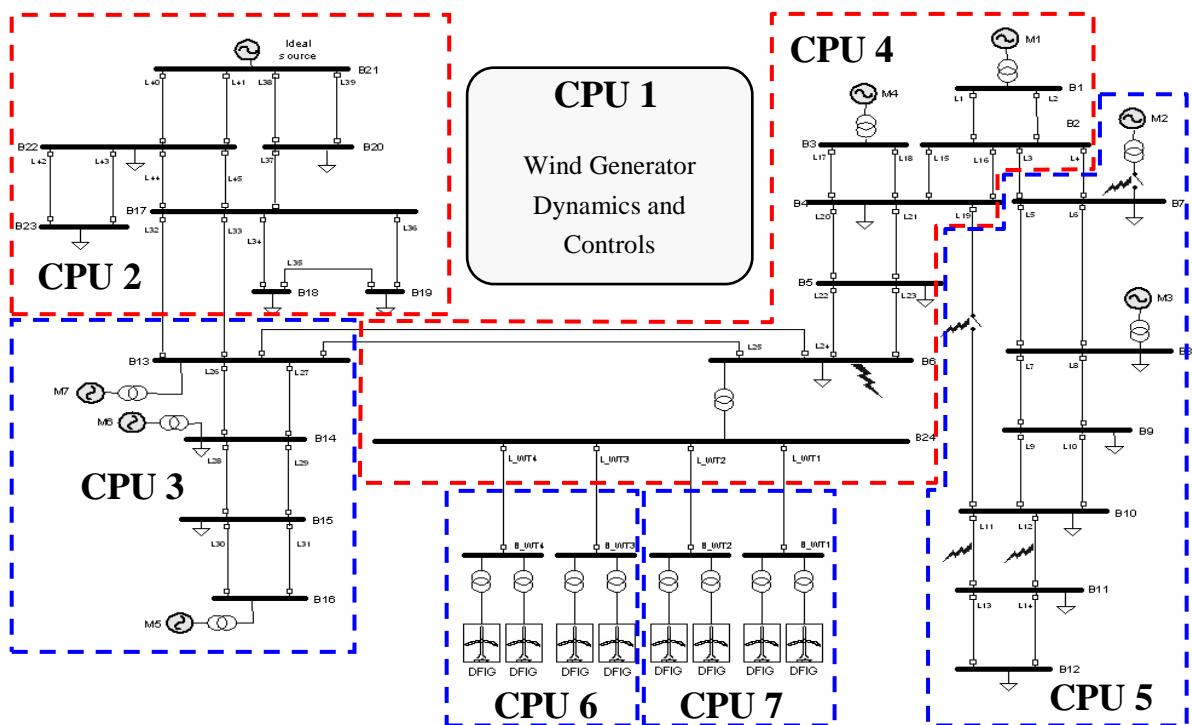 Ideal
source
B21
L40
L41
L38
L39
B22
L42
L43
B20
L37
L44
L45
B17
L32
L33
L34
L36
B23
L35
B18
B19
CPU 2
CPU 1
Wind Generator
Dynamics and
Controls
CPU 4
M1
B1
L1
L2
M4
B2
M2
B3
L17
L18
L15
L16
L3
L4
B4
L20
L21
L19
L5
L6
B7
B5
L22
L23
M3
B13
L26
L27
L25
L24
B6
L7
L8
M7
M6
B14
L28
L29
B24
L9
L10
B9
CPU 3
L_WT4
L_WT3
L_WT2
L_WT1
B15
L30
L31
L11
L12
B10
B_WT4
B_WT3
B_WT2
B_WT1
B16
M5
B11
L13
L14
DFIG DFIG DFIG DFIG DFIG DFIG DFIG DFIG
B12
CPU 6
CPU 7
CPU 5